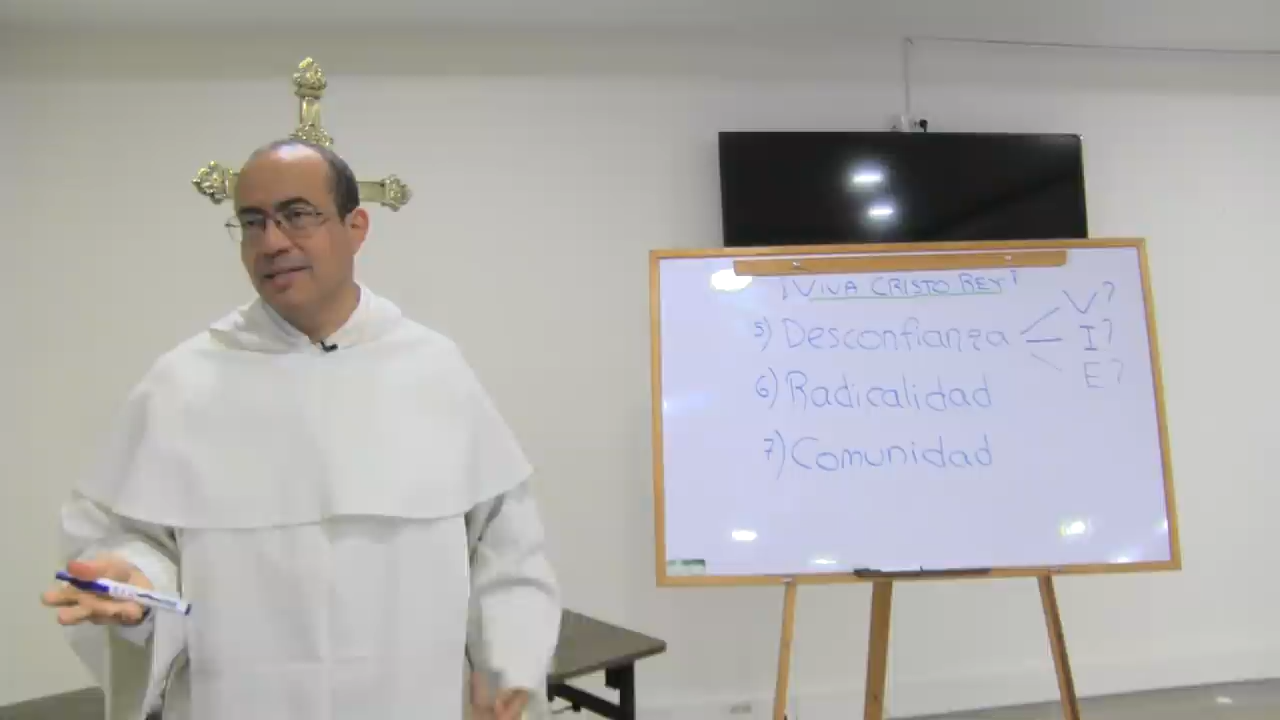 ¡VIVA CRISTO REY!
5) Desconfianza V?
I?
E?
6) Radicalidad
7) Comunidad